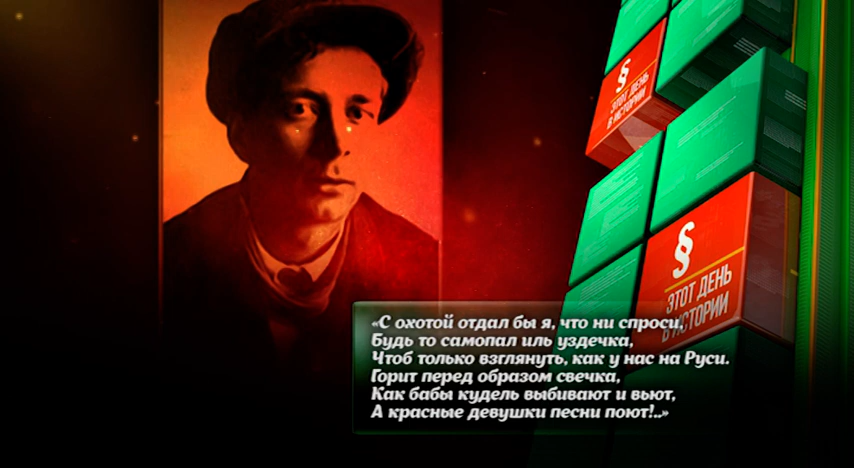 §
ЭТОТ ДЕНЬ
В ИСТОРИИ
§
ЭТОТ ДЕНЬ
В ИСТОРИИ
«С охотой отдал бы я, что ни спроси,
Будь то самопал иль уздечка,
Чтоб только взглянуть, как у нас на Руси.
Горит перед образом свечка,
Как бабы кудель выбивают и вьют,
А красные девушки песни поют!..»